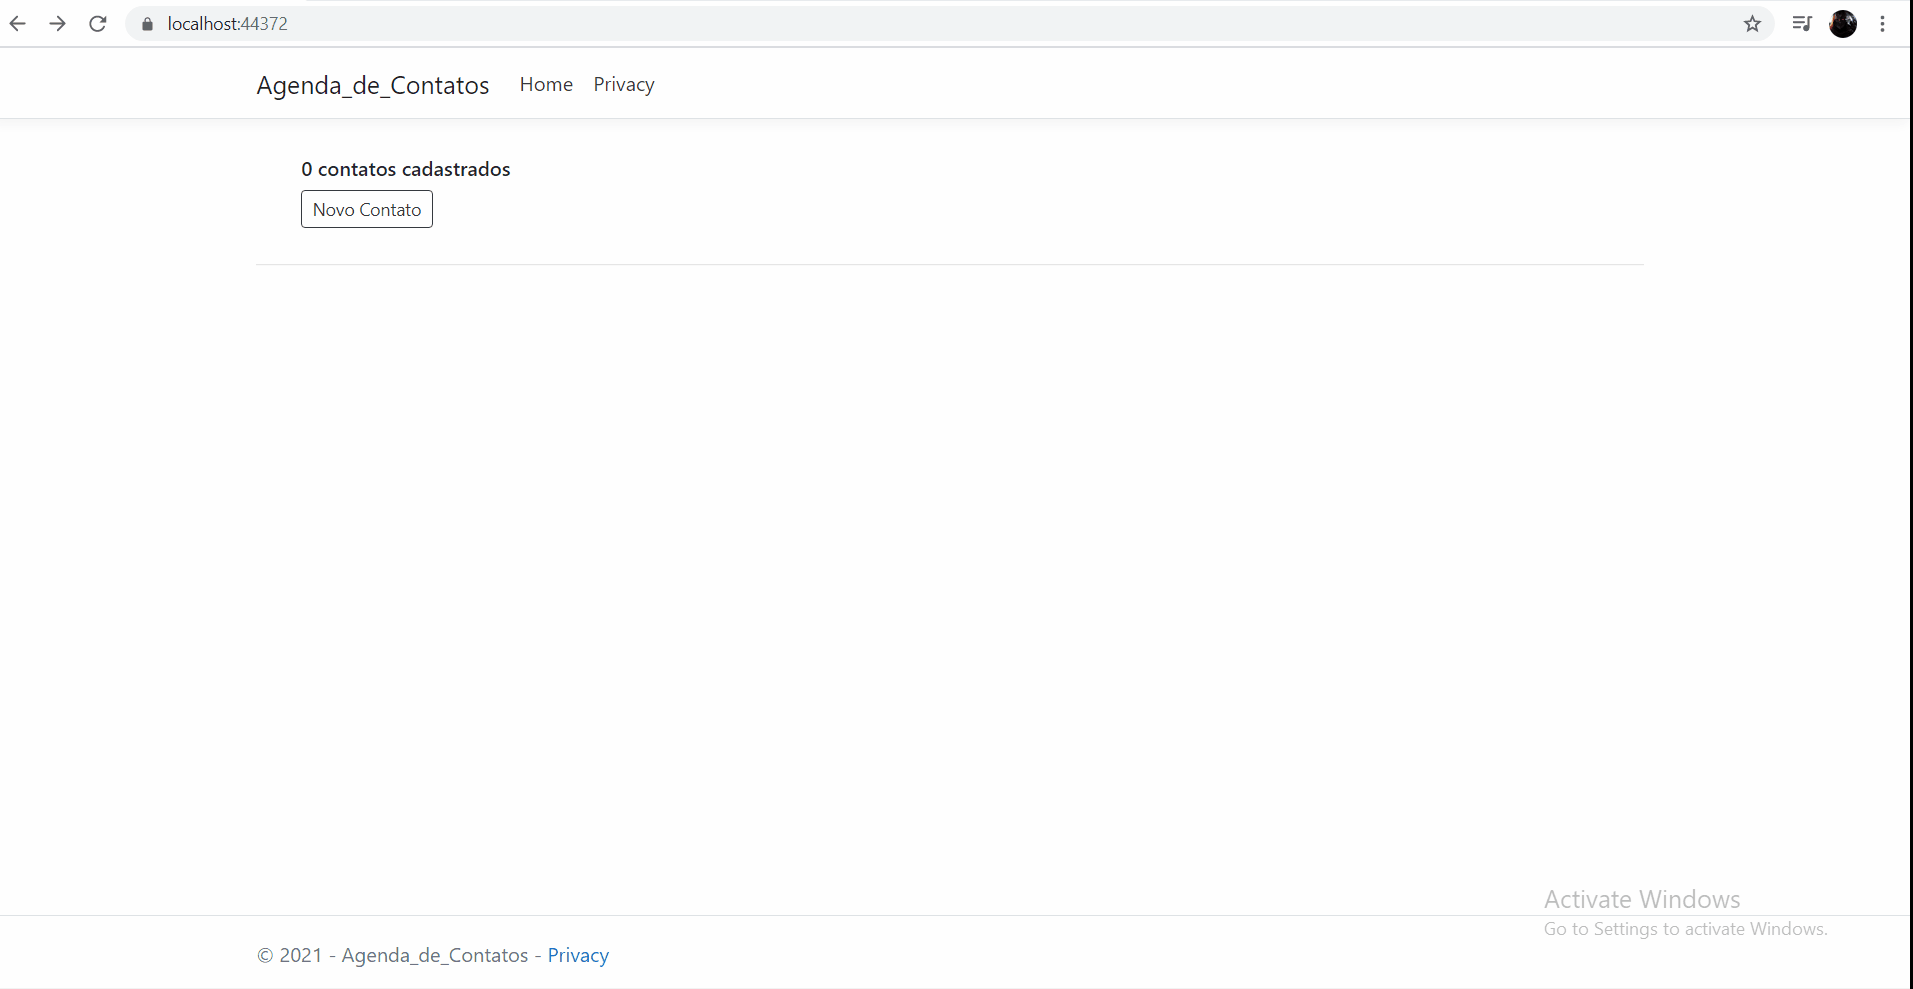 localhost:44372
Agenda_de_Contatos Home Privacy
0 contatos cadastrados
Novo Contato
Activate Windows
Go to Settings to activate Windows.
© 2021 - Agenda_de_Contatos - Privacy